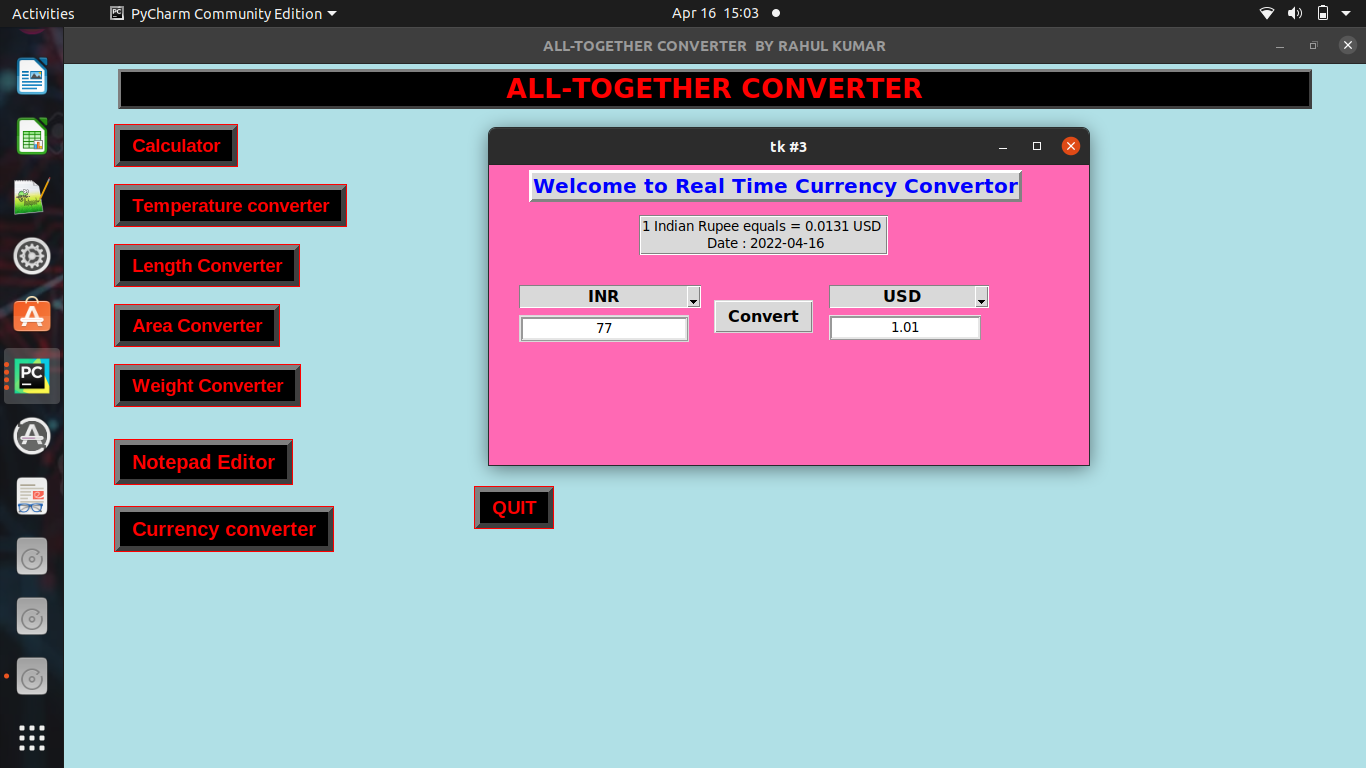 Activities
PyCharm Community Edition
Apr 16 15:03
ALL-TOGETHER CONVERTER BY RAHUL KUMAR
ALL-TOGETHER CONVERTER
Calculator
Temperature converter
Length Converter
Area Converter
Weight Converter
Notepad Editor
Currency converter
tk #3
Welcome to Real Time Currency Convertor
1 Indian Rupee equals = 0.0131 USD
Date : 2022-04-16
INR
USD
77
Convert
1.01
QUIT
PC